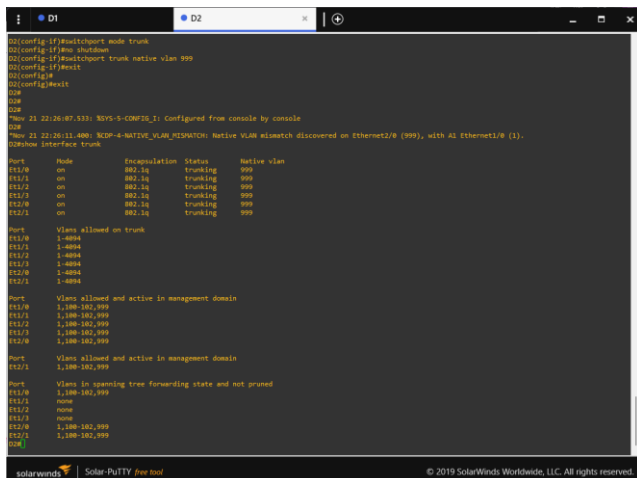 D1
D2
D2(config-if)#switchport mode trunk
D2(config-if)#no shutdown
D2(config-if)#switchport trunk native vlan 999
D2(config-if)#exit
D2(config)#
D2(config)#exit
D2#
D2#
D2#
*Nov 21 22:26:07.533: %SYS-5-CONFIG_I: Configured from console by console
D2#
*Nov 21 22:26:11.400: %CDP-4-NATIVE_VLAN_MISMATCH: Native VLAN mismatch discovered on Ethernet2/0 (999), with A1 Ethernet1/0 (1).
D2#show interface trunk
Port Mode Encapsulation Status Native vlan
Et1/0 on 802.1q trunking 999
Et1/1 on 802.1q trunking 999
Et1/2 on 802.1q trunking 999
Et1/3 on 802.1q trunking 999
Et2/0 on 802.1q trunking 999
Et2/1 on 802.1q trunking 999
Port Vlans allowed on trunk
Et1/0 1-4094
Et1/1 1-4094
Et1/2 1-4094
Et1/3 1-4094
Et2/0 1-4094
Et2/1 1-4094
Port Vlans allowed and active in management domain
Et1/0 1,100-102,999
Et1/1 1,100-102,999
Et1/2 1,100-102,999
Et1/3 1,100-102,999
Et2/0 1,100-102,999
Port Vlans allowed and active in management domain
Et2/1 1,100-102,999
Port Vlans in spanning tree forwarding state and not pruned
Et1/0 1,100-102,999
Et1/1 none
Et1/2 none
Et1/3 none
Et2/0 1,100-102,999
Et2/1 1,100-102,999
D2#
solarwinds Solar-PuTTY free tool © 2019 SolarWinds Worldwide, LLC. All rights reserved.